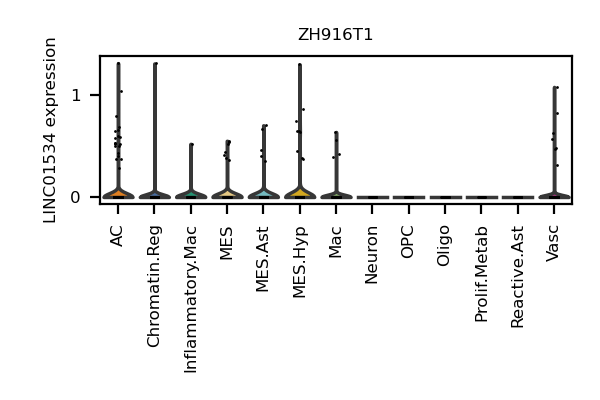 ZH916T1
LINC01534 expression
1
0
AC
Chromatin.Reg
Inflammatory.Mac
MES
MES.Ast
MES.Hyp
Mac
Neuron
OPC
Oligo
Prolif.Metab
Reactive.Ast
Vasc